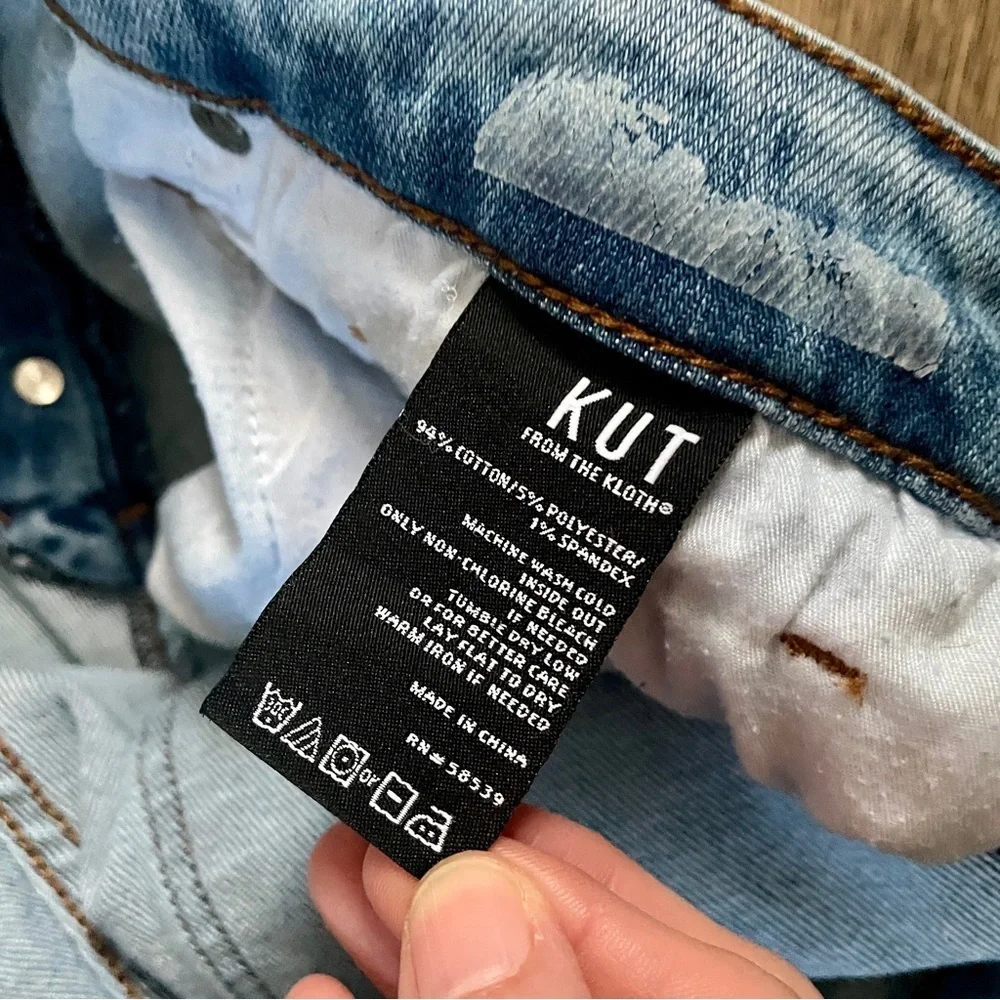 KUT
FROM THE KLOTH®
94% COTTON/5% POLYESTER/
1% SPANDEX
MACHINE WASH COLD
INSIDE OUT
ONLY NON-CHLORINE BLEACH
IF NEEDED
TUMBLE DRY LOW
OR FOR BETTER CARE
LAY FLAT TO DRY
WARM IRON IF NEEDED
MADE IN CHINA
RN#58539
or